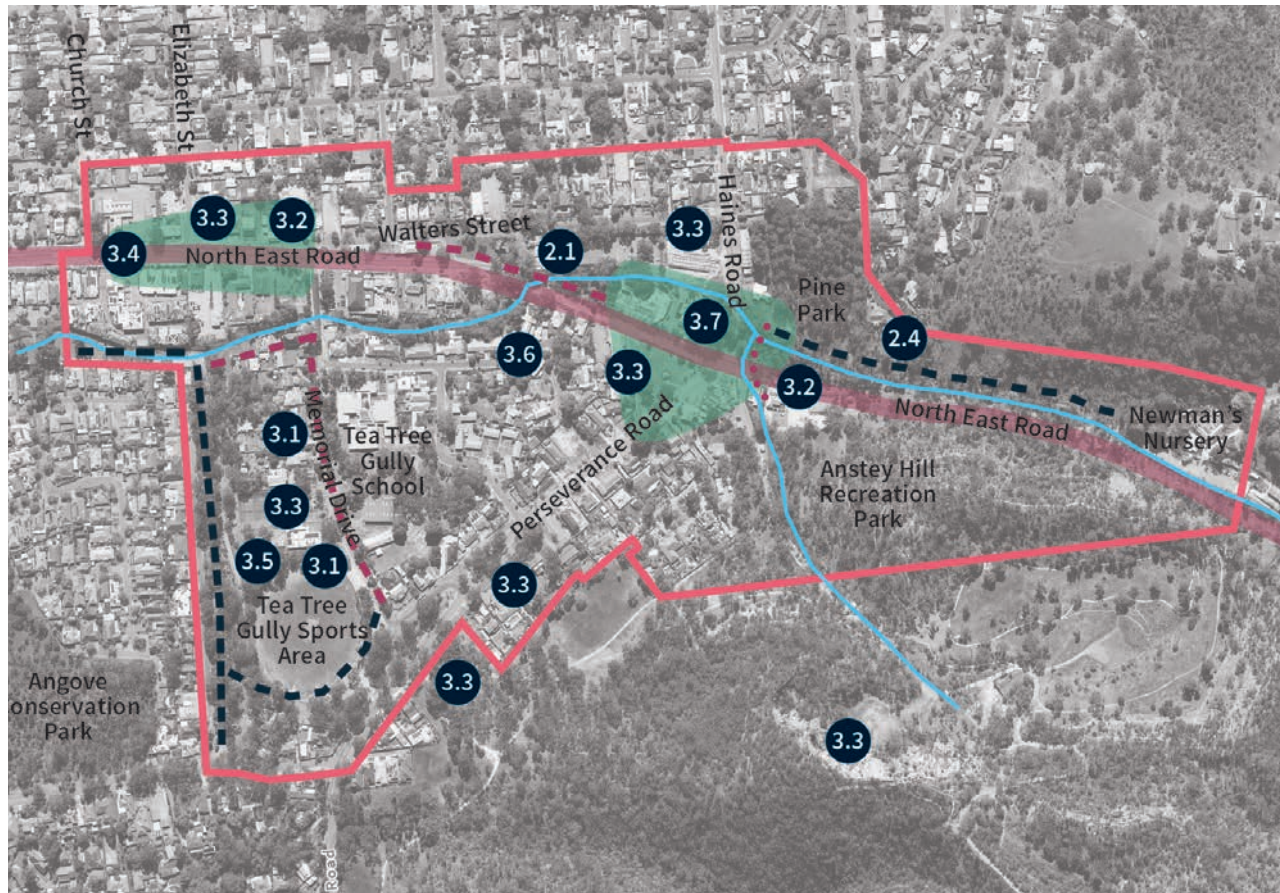 Church St
Elizabeth St
3.3
3.2
3.4
North East Road
Walters Street
2.1
3.3
Haines Road
Pine
Park
3.7
2.4
3.6
3.3
3.2
North East Road
Newman's
Nursery
3.1
Memorial Drive
Tea Tree
Gully
School
Perseverance Road
Anstey Hill
Recreation
Park
3.3
3.5
3.1
3.3
Tea Tree
Gully Sports
Area
3.3
Angove
onservation
Park
3.3
Road